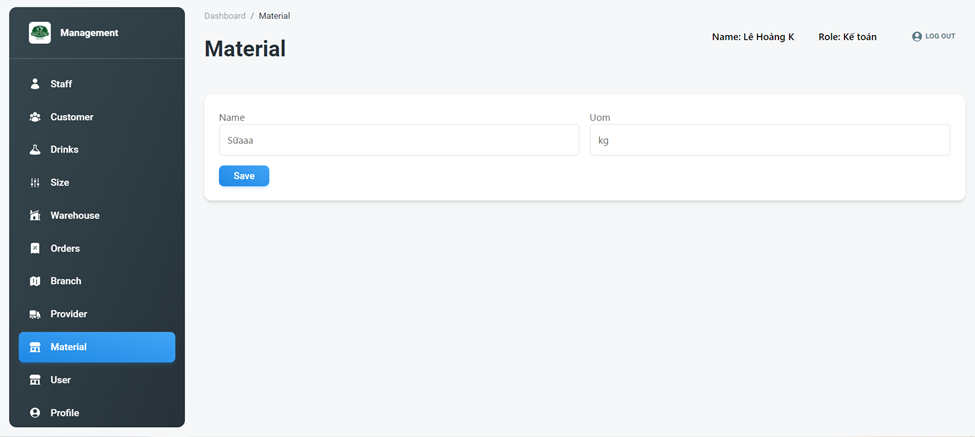 Management
Staff
Customer
Drinks
Size
Warehouse
Orders
Branch
Provider
Material
User
Profile
Dashboard / Material
Material
Name: Lê Hoàng K Role: Kế toán LOG OUT
Name Uom
Sữaaa kg
Save